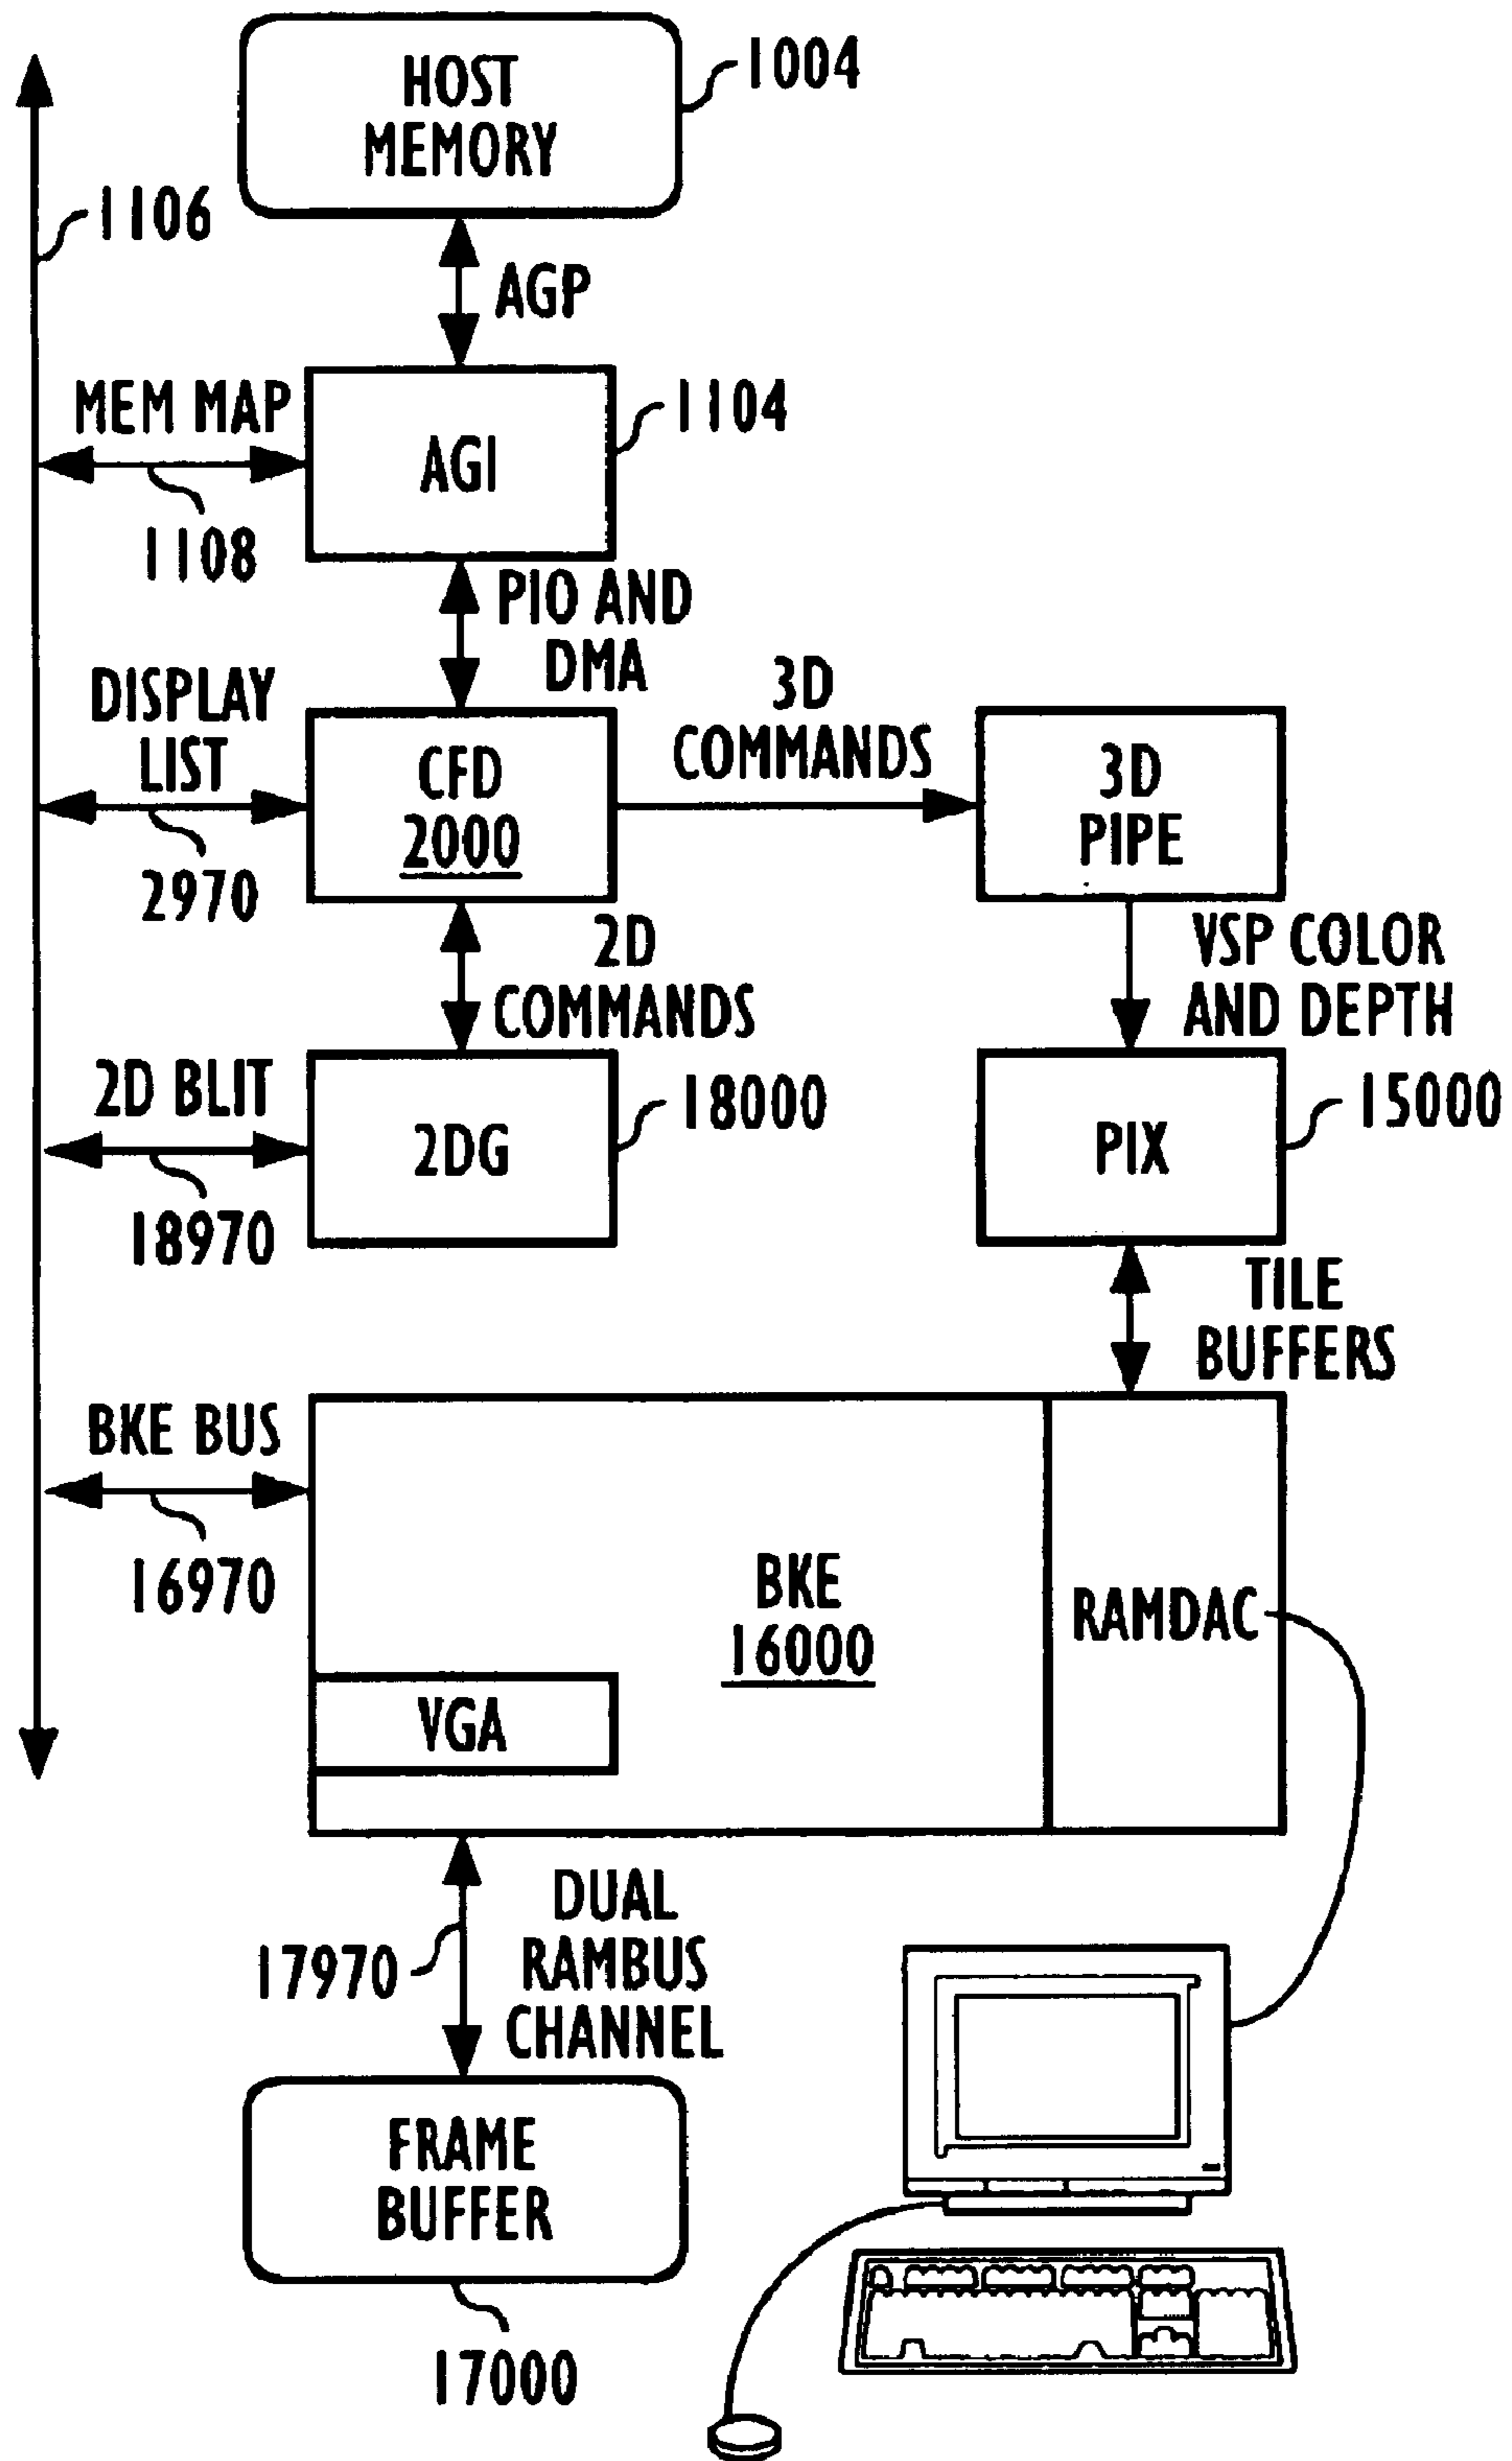 HOST
MEMORY
1004
1106
AGP
MEM MAP
1108
AGI
1104
PIO AND
DMA
DISPLAY
LIST
2970
CFD
2000
3D
COMMANDS
3D
PIPE
2D
COMMANDS
VSP COLOR
AND DEPTH
2D BLIT
18970
2DG
18000
PIX
15000
TILE
BUFFERS
BKE BUS
16970
BKE
16000
RAMDAC
VGA
17970
DUAL
RAMBUS
CHANNEL
FRAME
BUFFER
17000